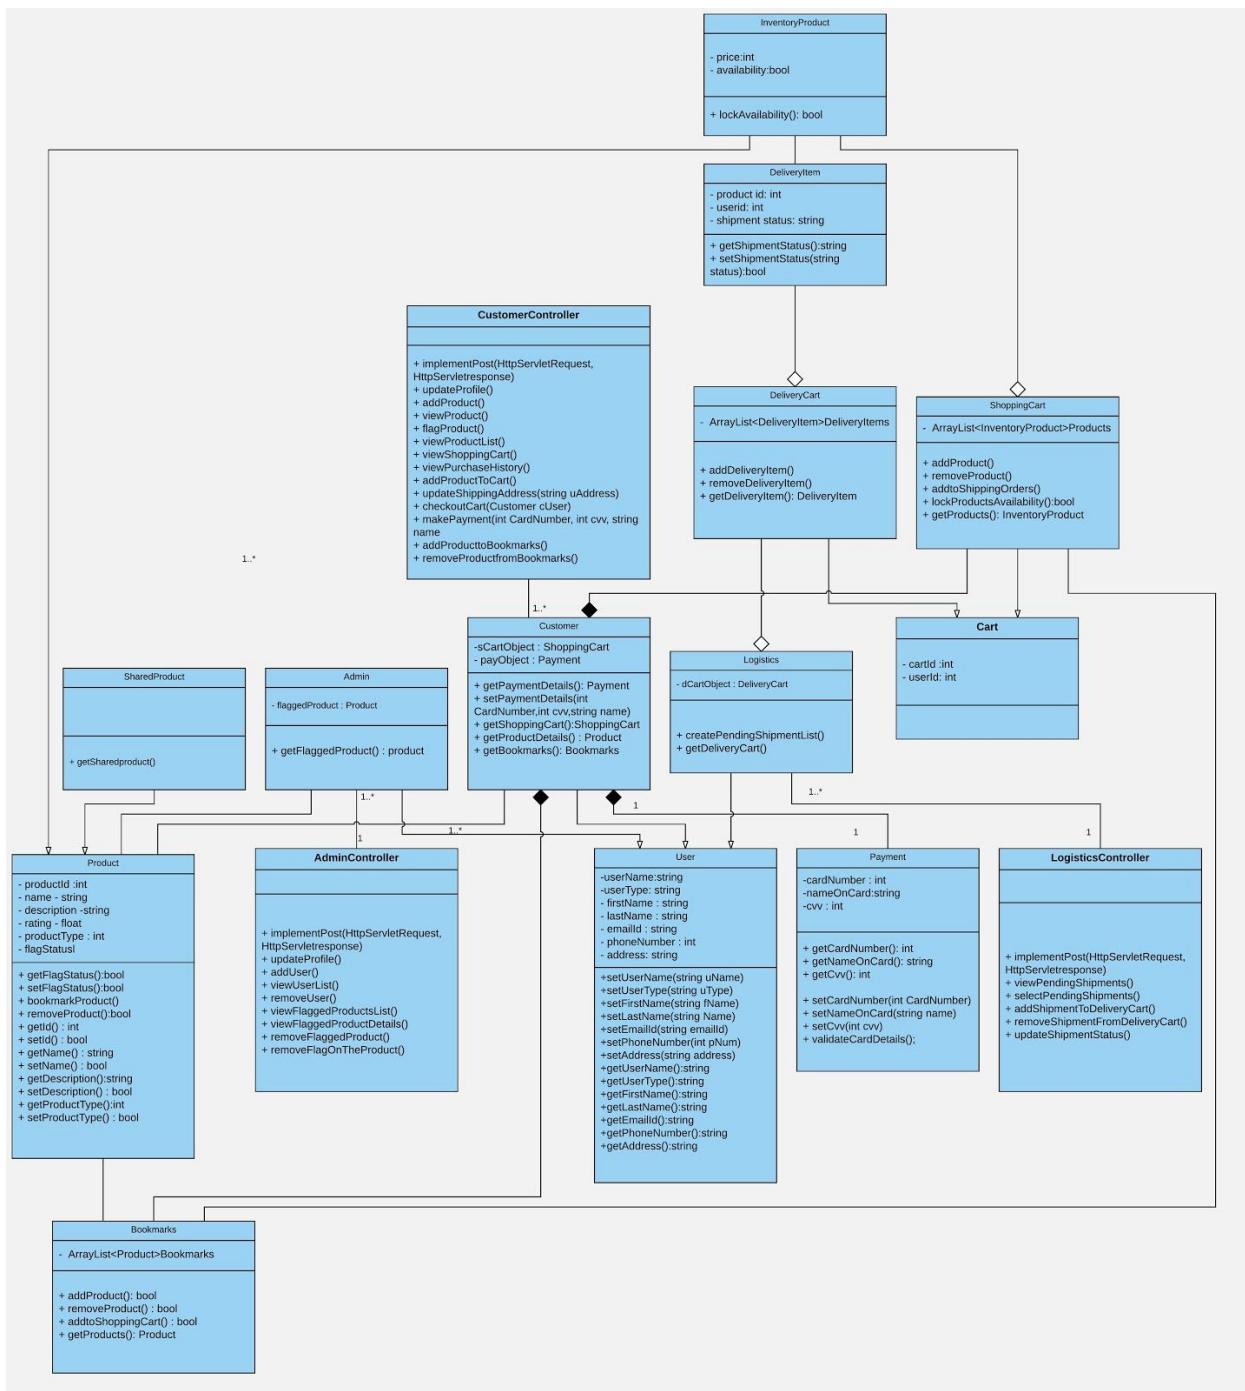 InventoryProduct
- price:int
- availability:bool
+ lockAvailability(): bool
DeliveryItem
- product id: int
- userid: int
- shipment status: string
+ getShipmentStatus():string
+ setShipmentStatus(string
status):bool
CustomerController
+ implementPost(HttpServletRequest,
HttpServletresponse)
+ updateProfile()
+ addProduct()
+ viewProduct()
+ flagProduct()
+ viewProductList()
+ viewShoppingCart()
+ viewPurchaseHistory()
+ addProductToCart()
+ updateShippingAddress(string uAddress)
+ checkoutCart(Customer cUser)
+ makePayment(int CardNumber, int cvv, string
name
+ addProducttoBookmarks()
+ removeProductfromBookmarks()
DeliveryCart
- ArrayList<DeliveryItem>DeliveryItems
+ addDeliveryItem()
+ removeDeliveryItem()
+ getDeliveryItem(): DeliveryItem
ShoppingCart
- ArrayList<InventoryProduct>Products
+ addProduct()
+ removeProduct()
+ addtoShippingOrders()
+ lockProductsAvailability():bool
+ getProducts(): InventoryProduct
1..*
1..*
Customer
-sCartObject : ShoppingCart
- payObject : Payment
+ getPaymentDetails(): Payment
+ setPaymentDetails(int
CardNumber,int cvv,string name)
+ getShoppingCart():ShoppingCart
+ getProductDetails() : Product
+ getBookmarks(): Bookmarks
Cart
- cartId :int
- userId: int
Logistics
- dCartObject : DeliveryCart
+ createPendingShipmentList()
+ getDeliveryCart()
SharedProduct
+ getSharedproduct()
Admin
- flaggedProduct : Product
+ getFlaggedProduct() : product
1..*
1
1..*
1..*
1
1
1
Product
- productId :int
- name - string
- description -string
- rating - float
- productType : int
- flagStatusl
+ getFlagStatus():bool
+ setFlagStatus():bool
+ bookmarkProduct()
+ removeProduct():bool
+ getId() : int
+ setId() : bool
+ getName() : string
+ setName() : bool
+ getDescription():string
+ setDescription() : bool
+ getProductType():int
+ setProductType() : bool
AdminController
+ implementPost(HttpServletRequest,
HttpServletresponse)
+ updateProfile()
+ addUser()
+ viewUserList()
+ removeUser()
+ viewFlaggedProductsList()
+ viewFlaggedProductDetails()
+ removeFlaggedProduct()
+ removeFlagOnTheProduct()
User
-userName:string
-userType: string
- firstName : string
- lastName : string
- emailId : string
- phoneNumber : int
- address: string
+setUserName(string uName)
+setUserType(string uType)
+setFirstName(string fName)
+setLastName(string Name)
+setEmailId(string emailId)
+setPhoneNumber(int pNum)
+setAddress(string address)
+getUserName():string
+getUserType():string
+getFirstName():string
+getLastName():string
+getEmailId():string
+getPhoneNumber():string
+getAddress():string
Payment
-cardNumber : int
-nameOnCard:string
-cvv : int
+ getCardNumber(): int
+ getNameOnCard(): string
+ getCvv(): int
+ setCardNumber(int CardNumber)
+ setNameOnCard(string name)
+ setCvv(int cvv)
+ validateCardDetails();
LogisticsController
+ implementPost(HttpServletRequest,
HttpServletresponse)
+ viewPendingShipments()
+ selectPendingShipments()
+ addShipmentToDeliveryCart()
+ removeShipmentFromDeliveryCart()
+ updateShipmentStatus()
Bookmarks
- ArrayList<Product>Bookmarks
+ addProduct(): bool
+ removeProduct() : bool
+ addtoShoppingCart() : bool
+ getProducts(): Product